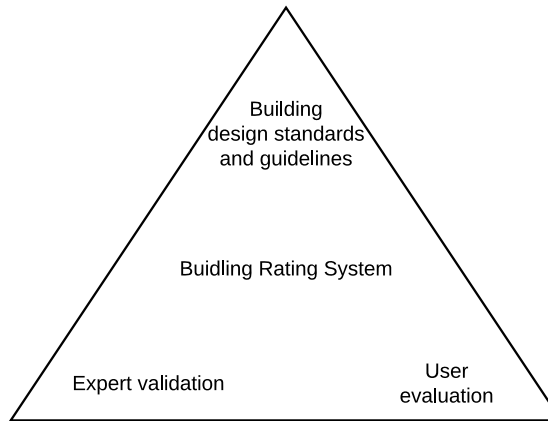 Building
design standards
and guidelines
Buidling Rating System
Expert validation
User
evaluation